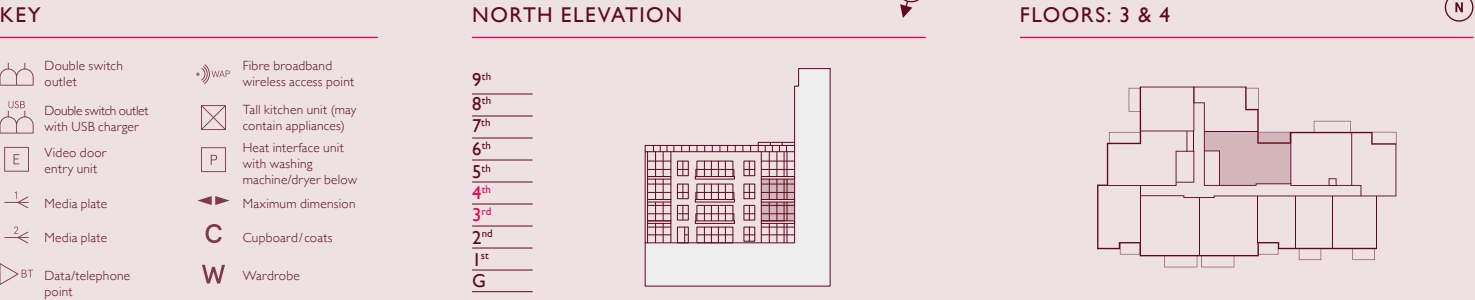 KEY
Double switch
outlet
USB
Double switch outlet
with USB charger
E
Video door
entry unit
1
Media plate
2
Media plate
BT
Data/telephone
point
WAP
Fibre broadband
wireless access point
Tall kitchen unit (may
contain appliances)
P
Heat interface unit
with washing
machine/dryer below
Maximum dimension
C
Cupboard/coats
W
Wardrobe
NORTH ELEVATION
9th
8th
7th
6th
5th
4th
3rd
2nd
1st
G
FLOORS: 3 & 4
N